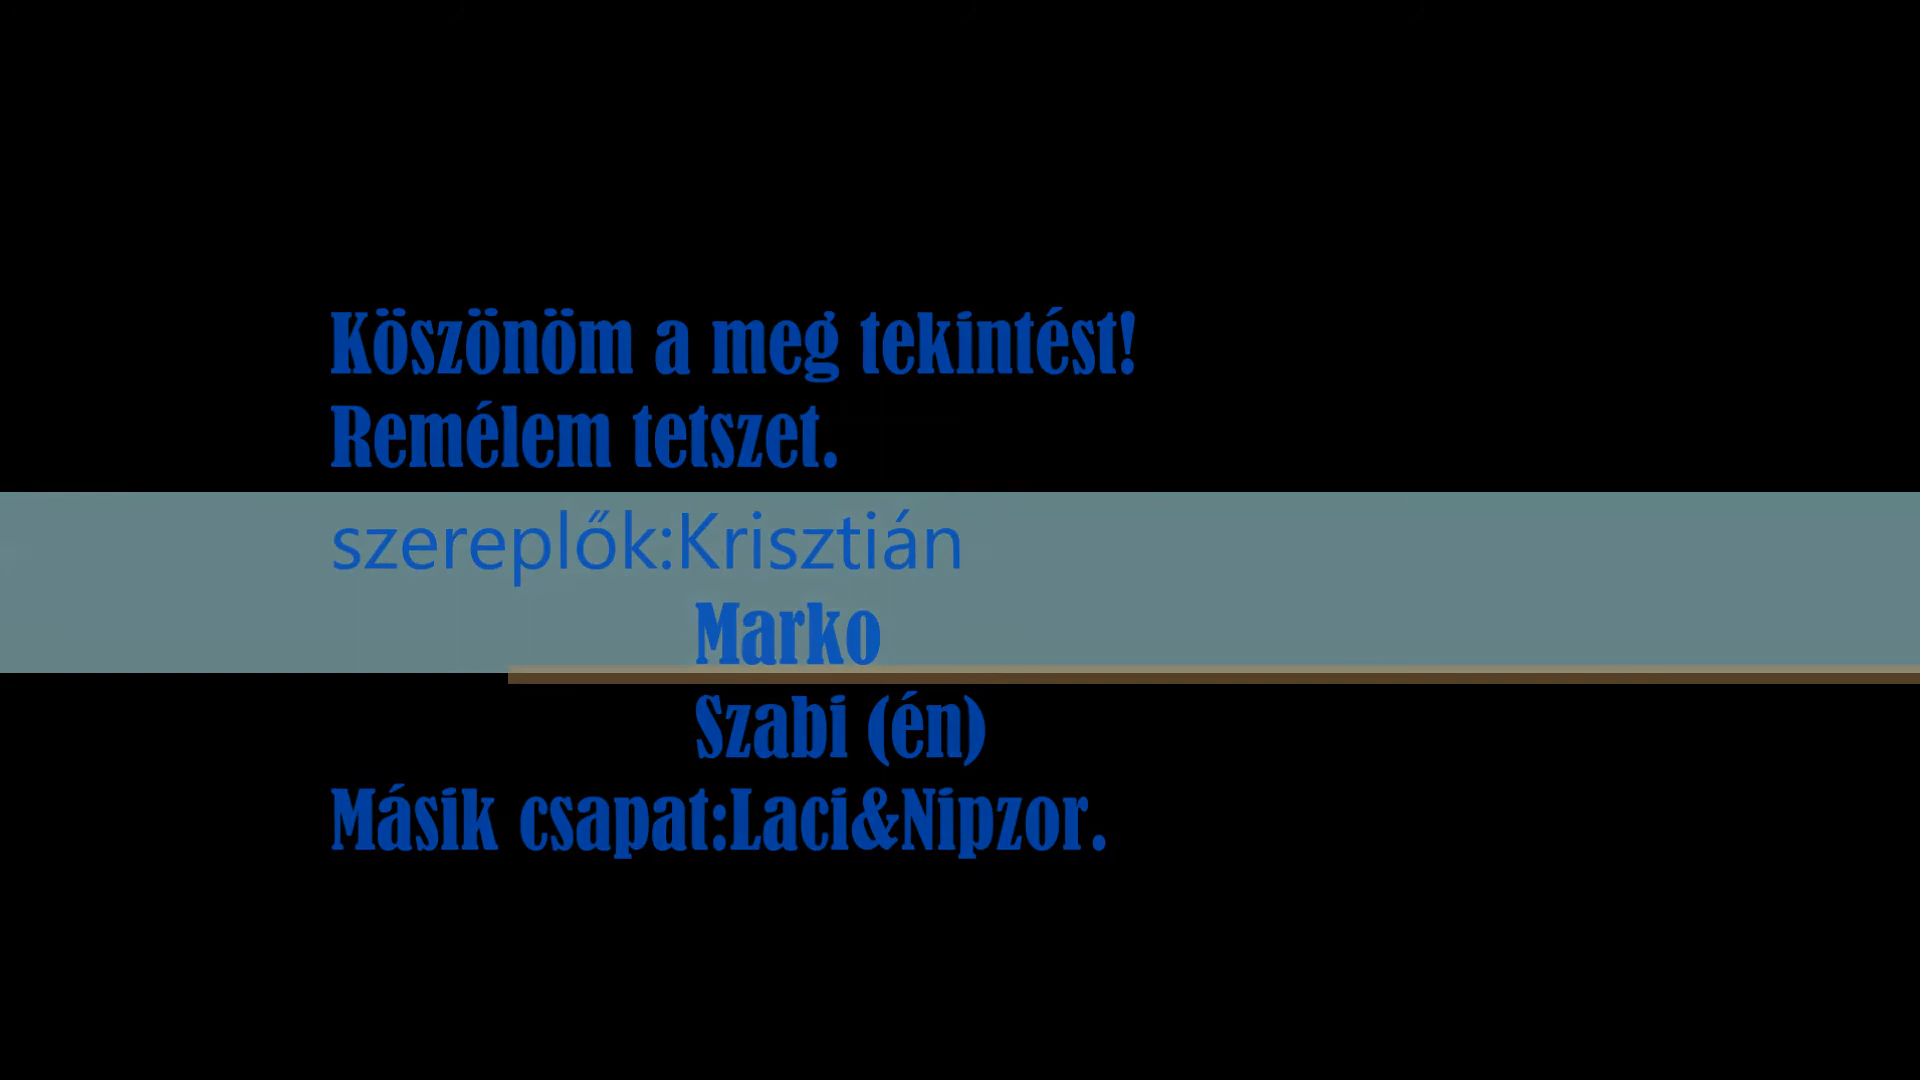 Köszönöm a meg tekintést!
Remélem tetszet.
szereplők:Krisztián
Marko
Szabi (én)
Másik csapat:Laci&Nipzor.